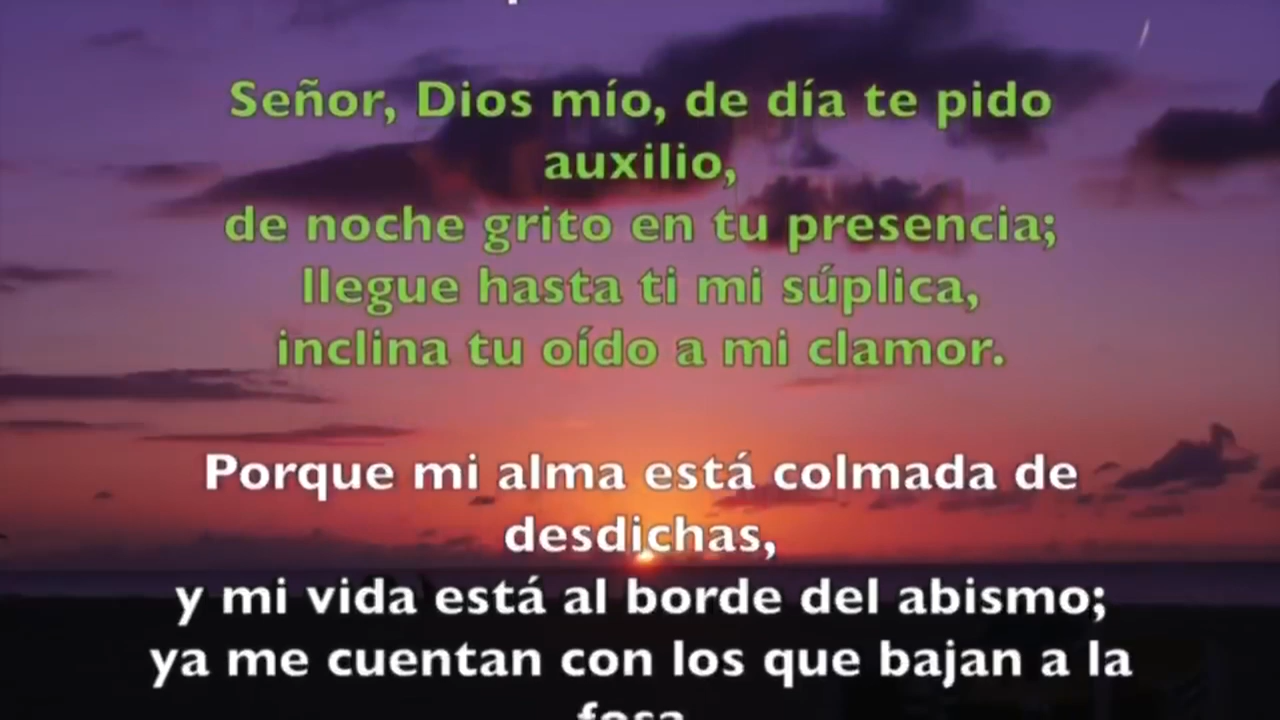 Señor, Dios mío, de día te pido
auxilio,
de noche grito en tu presencia;
llegue hasta ti mi súplica,
inclina tu oído a mi clamor.
Porque mi alma está colmada de
desdichas,
y mi vida está al borde del abismo;
ya me cuentan con los que bajan a la
fosa